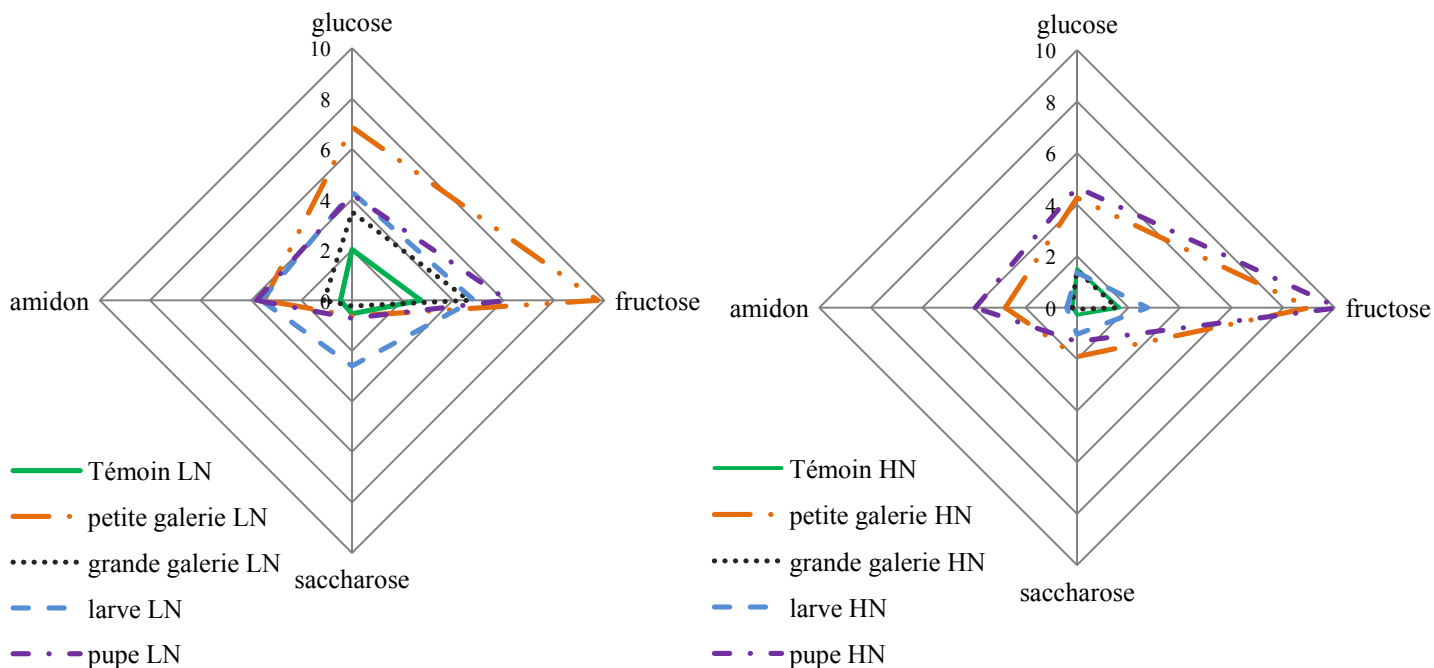 glucose
10
8
6
4
2
0
amidon
fructose
saccharose
Témoin LN
petite galerie LN
grande galerie LN
larve LN
pupe LN
glucose
10
8
6
4
2
0
amidon
fructose
saccharose
Témoin HN
petite galerie HN
grande galerie HN
larve HN
pupe HN